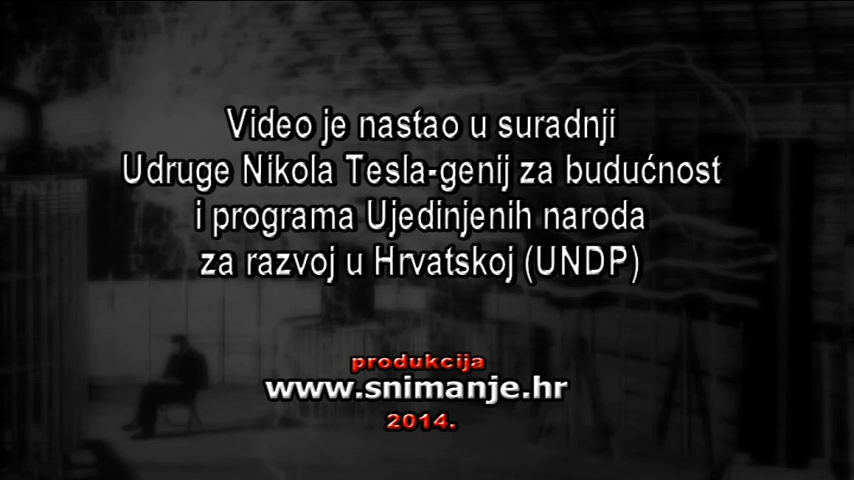 Video je nastao u suradnji
Udruge Nikola Tesla-genij za budućnost
i programa Ujedinjenih naroda
za razvoj u Hrvatskoj (UNDP)
produkcija
www.snimanje.hr
2014.